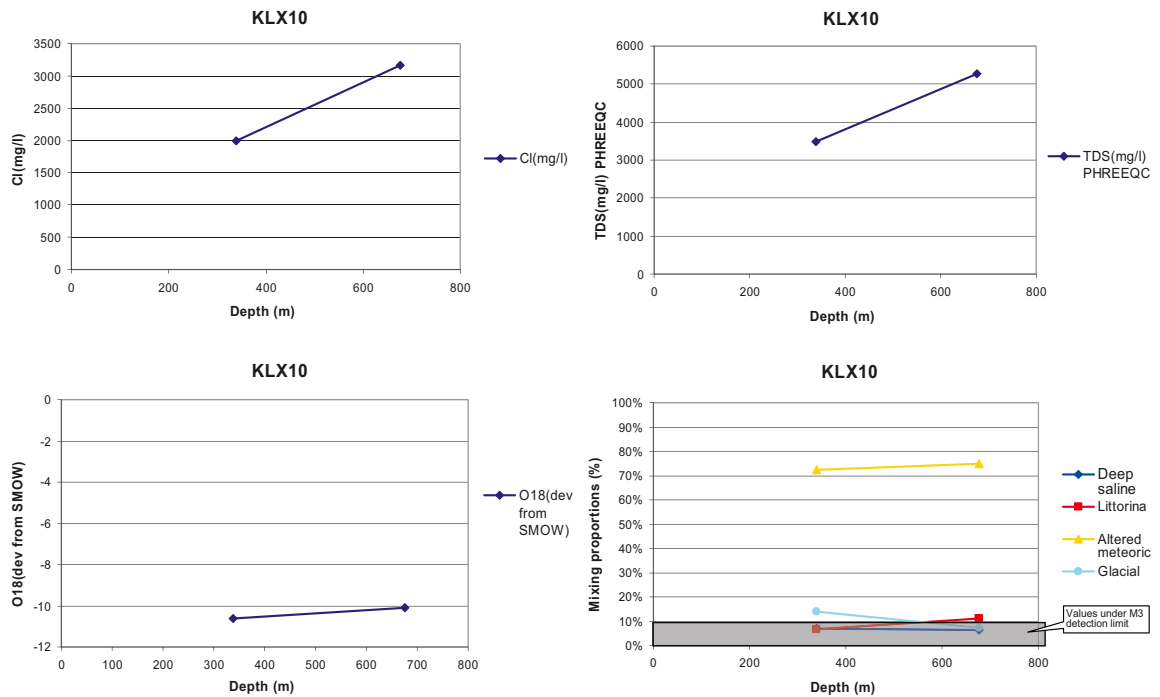 KLX10
3500
3000
2500
2000
1500
1000
500
0
Cl(mg/l)
0 200 400 600 800
Depth (m)
Cl(mg/l)
KLX10
6000
5000
4000
3000
2000
1000
0
TDS(mg/l) PHREEQC
0 200 400 600 800
Depth (m)
TDS(mg/l)
PHREEQC
KLX10
0
-2
-4
-6
-8
-10
-12
O18(dev from SMOW)
0 100 200 300 400 500 600 700 800
Depth (m)
O18(dev
from
SMOW)
KLX10
100%
90%
80%
70%
60%
50%
40%
30%
20%
10%
0%
Mixing proportions (%)
0 200 400 600 800
Depth (m)
Deep
saline
Littorina
Altered
meteoric
Glacial
Values under M3
detection limit